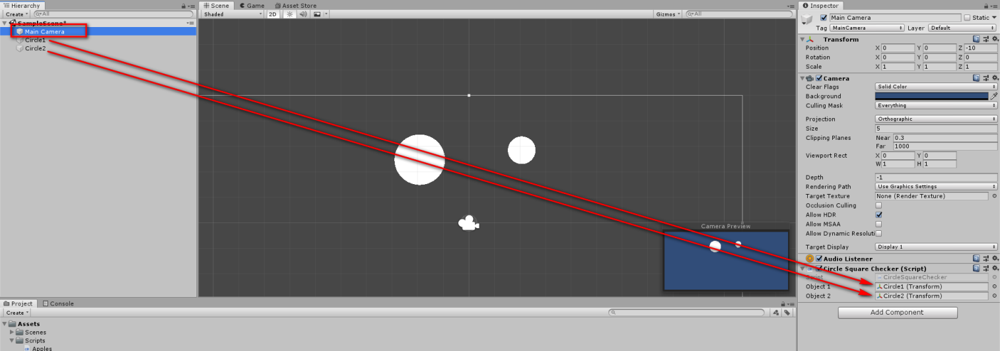 Hierarchy
Create
All
SampleScene*
Main Camera
Circle1
Circle2
Scene
Game
Asset Store
Shaded
2D
Gizmos
All
Camera Preview
Project
Console
Create
Assets
Scenes
Scripts
Apples
Inspector
Main Camera
Static
Tag MainCamera Layer Default
Transform
Position X 0 Y 0 Z -10
Rotation X 0 Y 0 Z 0
Scale X 1 Y 1 Z 1
Camera
Clear Flags Solid Color
Background
Culling Mask Everything
Projection Orthographic
Size 5
Clipping Planes Near 0.3
Far 1000
Viewport Rect X 0 Y 0
W 1 H 1
Depth -1
Rendering Path Use Graphics Settings
Target Texture None (Render Texture)
Occlusion Culling
Allow HDR
Allow MSAA
Allow Dynamic Resoluti
Target Display Display 1
Audio Listener
Circle Square Checker (Script)
Script CircleSquareChecker
Object 1 Circle1 (Transform)
Object 2 Circle2 (Transform)
Add Component